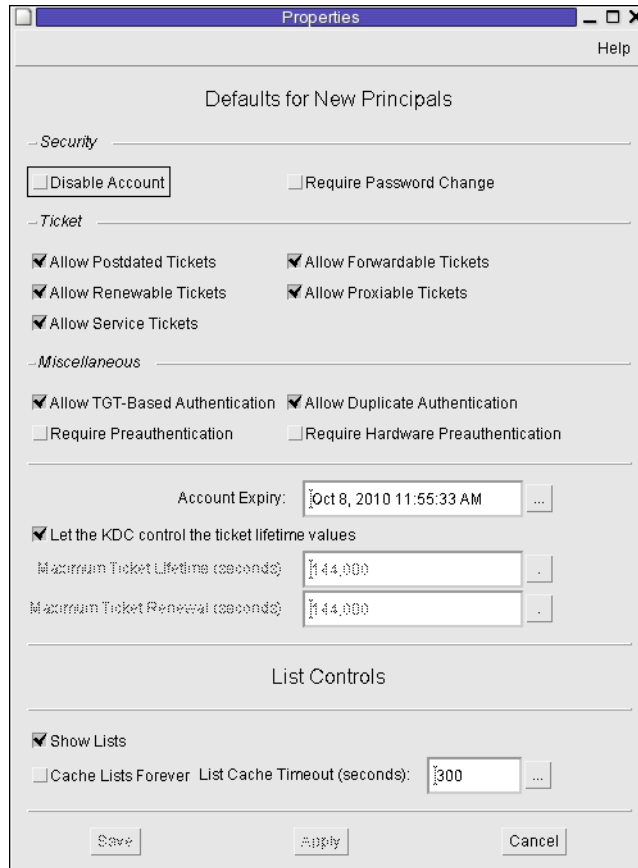 Properties
Help
Defaults for New Principals
Security
Disable Account Require Password Change
Ticket
Allow Postdated Tickets Allow Forwardable Tickets
Allow Renewable Tickets Allow Proxiable Tickets
Allow Service Tickets
Miscellaneous
Allow TGT-Based Authentication Allow Duplicate Authentication
Require Preauthentication Require Hardware Preauthentication
Account Expiry: Oct 8, 2010 11:55:33 AM ...
Let the KDC control the ticket lifetime values
Maximum Ticket Lifetime (seconds) 144,000 .
Maximum Ticket Renewal (seconds) 144,000 .
List Controls
Show Lists
Cache Lists Forever List Cache Timeout (seconds): 300 ...
Save Apply Cancel